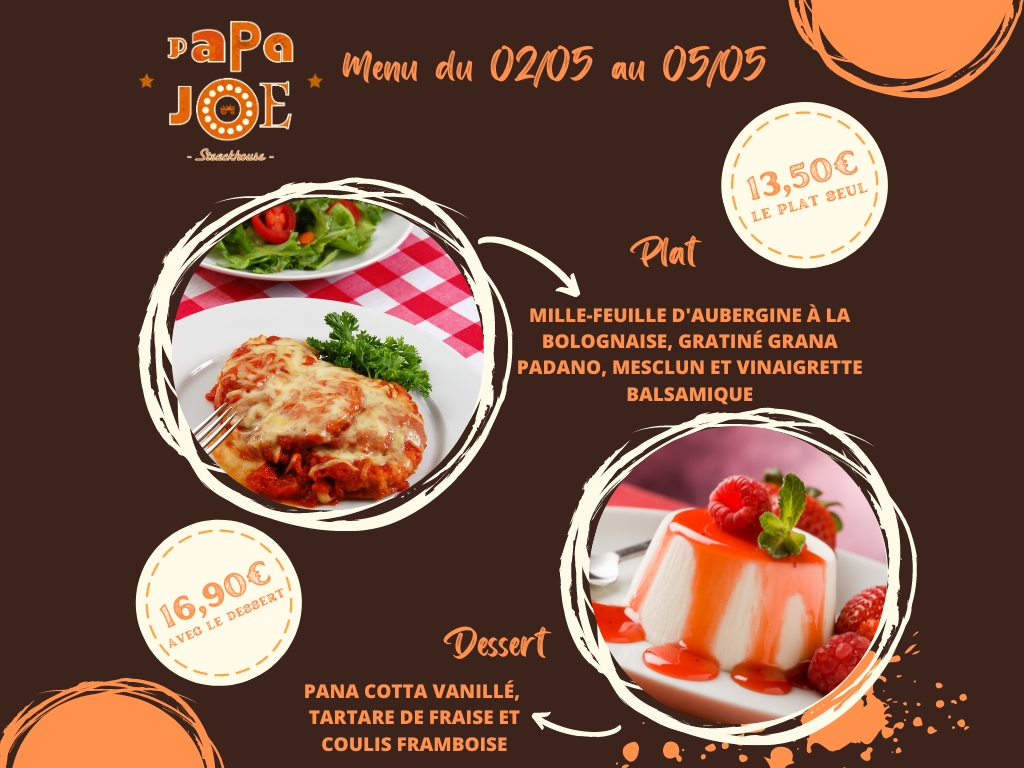 PAPA
JOE
- Steackhouse -
Menu du 02/05 au 05/05
13,50€
LE PLAT SEUL
Plat
MILLE-FEUILLE D'AUBERGINE À LA
BOLOGNAISE, GRATINÉ GRANA
PADANO, MESCLUN ET VINAIGRETTE
BALSAMIQUE
16,90€
AVEC LE DESSERT
Dessert
PANA COTTA VANILLÉ,
TARTARE DE FRAISE ET
COULIS FRAMBOISE